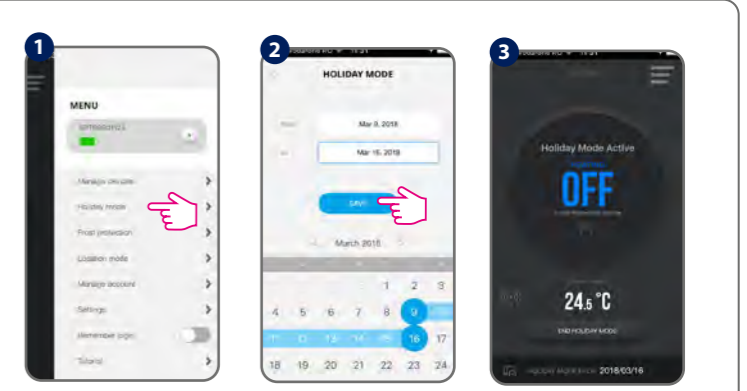 1
MENU
Manage devices
Holiday mode
Frost protection
Location mode
Manage account
Settings
Remember login
Tutorial
2
HOLIDAY MODE
Mar 9, 2018
Mar 16, 2018
SAVE
March 2018
1 2 3
4 5 6 7 8 9
11 12 13 14 15 16 17
18 19 20 21 22 23 24
3
Holiday Mode Active
OFF
24.5 °C
END HOLIDAY MODE
2018/03/16